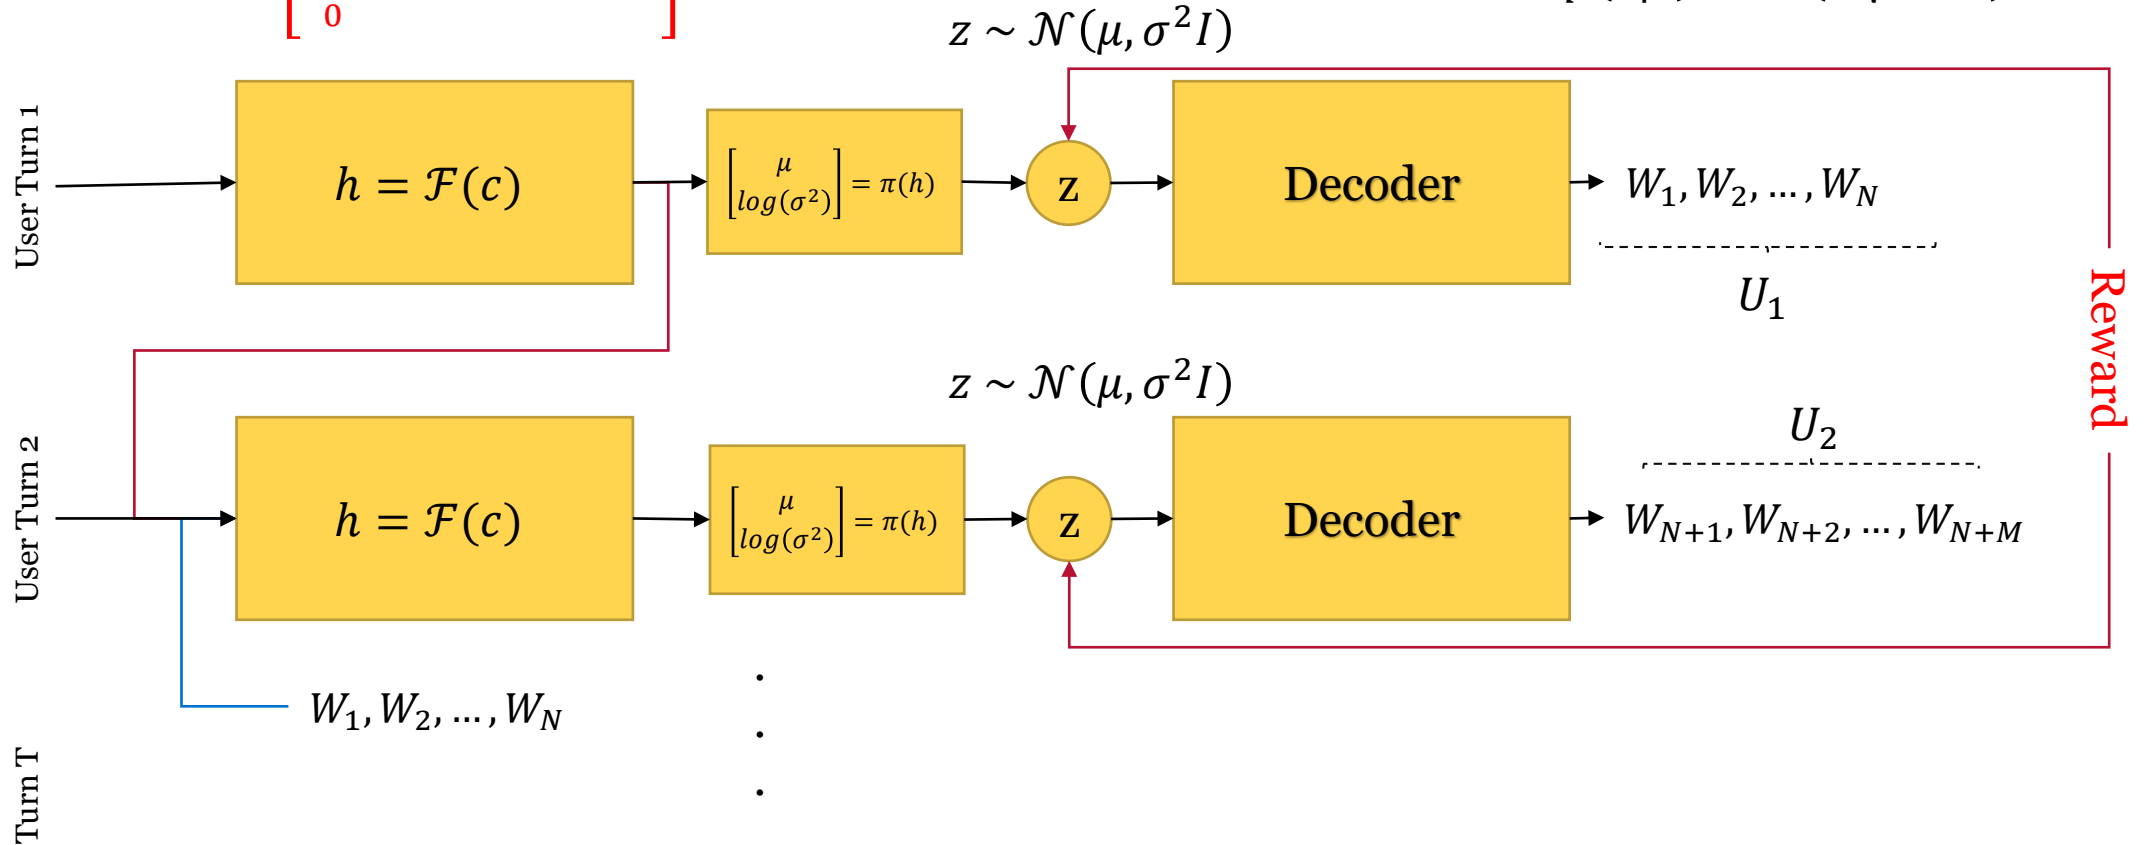 0
z ~ 𝒩(μ, σ²I)
User Turn 1
h = ℱ(c)
[μ log(σ²)] = π(h)
z
Decoder
W₁, W₂, … , W_N
U₁
Reward
z ~ 𝒩(μ, σ²I)
U₂
User Turn 2
h = ℱ(c)
[μ log(σ²)] = π(h)
z
Decoder
W_{N+1}, W_{N+2}, … , W_{N+M}
W₁, W₂, … , W_N
.
.
.
Turn T